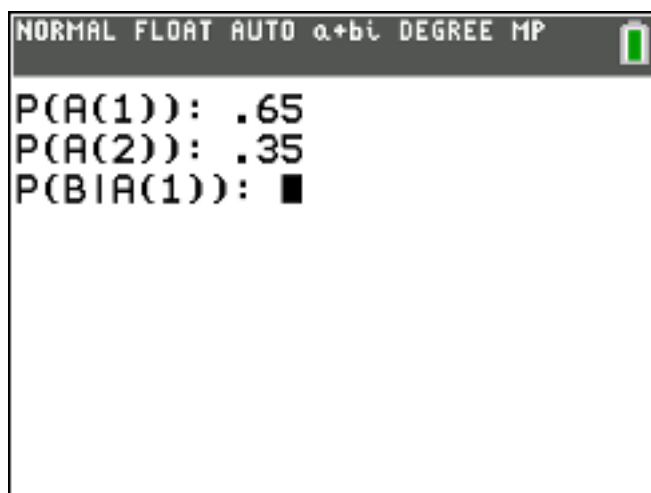 NORMAL FLOAT AUTO a+bi DEGREE MP
P(A(1)): .65
P(A(2)): .35
P(B|A(1)):